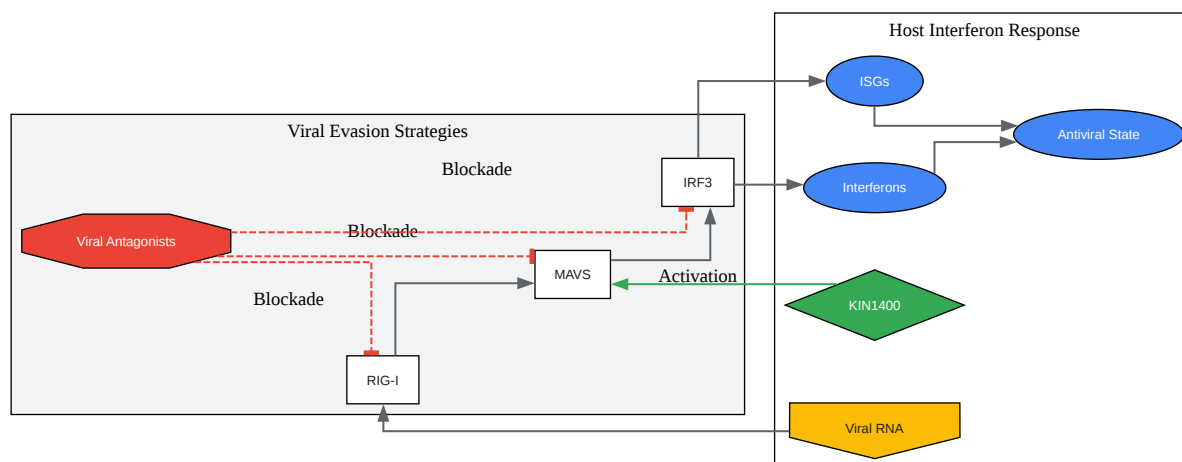 Host Interferon Response
ISGs
Viral Evasion Strategies
Antiviral State
Blockade
IRF3
Interferons
Viral Antagonists
Blockade
MAVS
Activation
Blockade
KIN1400
RIG-I
Viral RNA